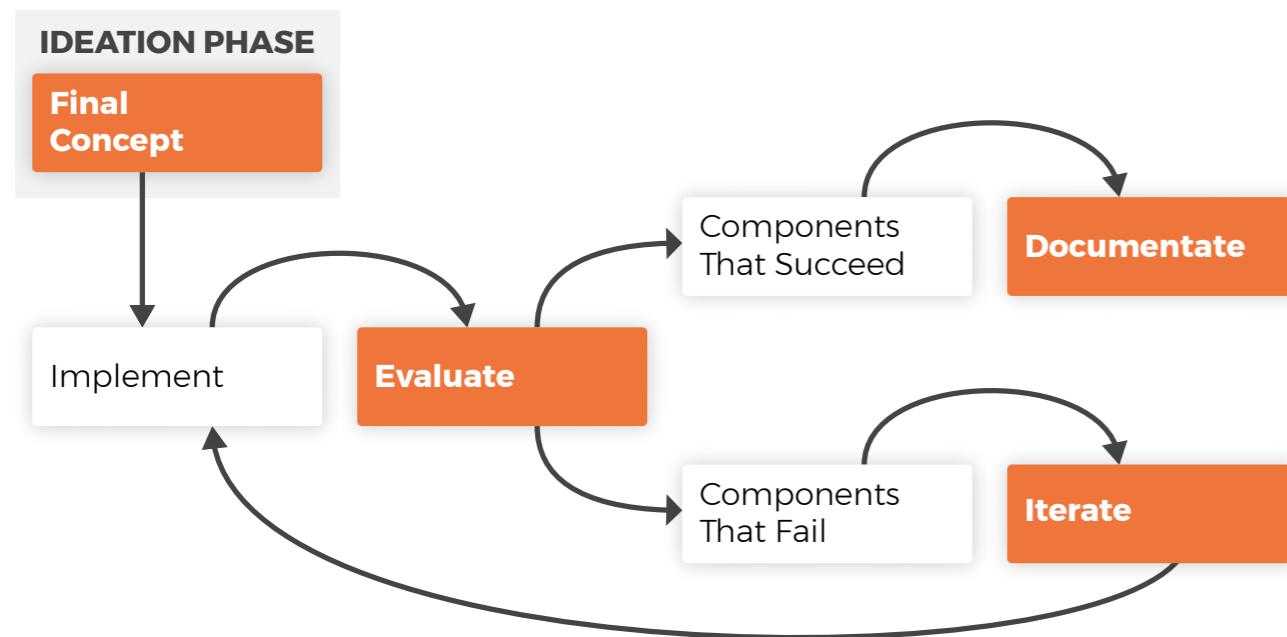 IDEATION PHASE
Final
Concept
Implement
Evaluate
Components
That Succeed
Documentate
Components
That Fail
Iterate